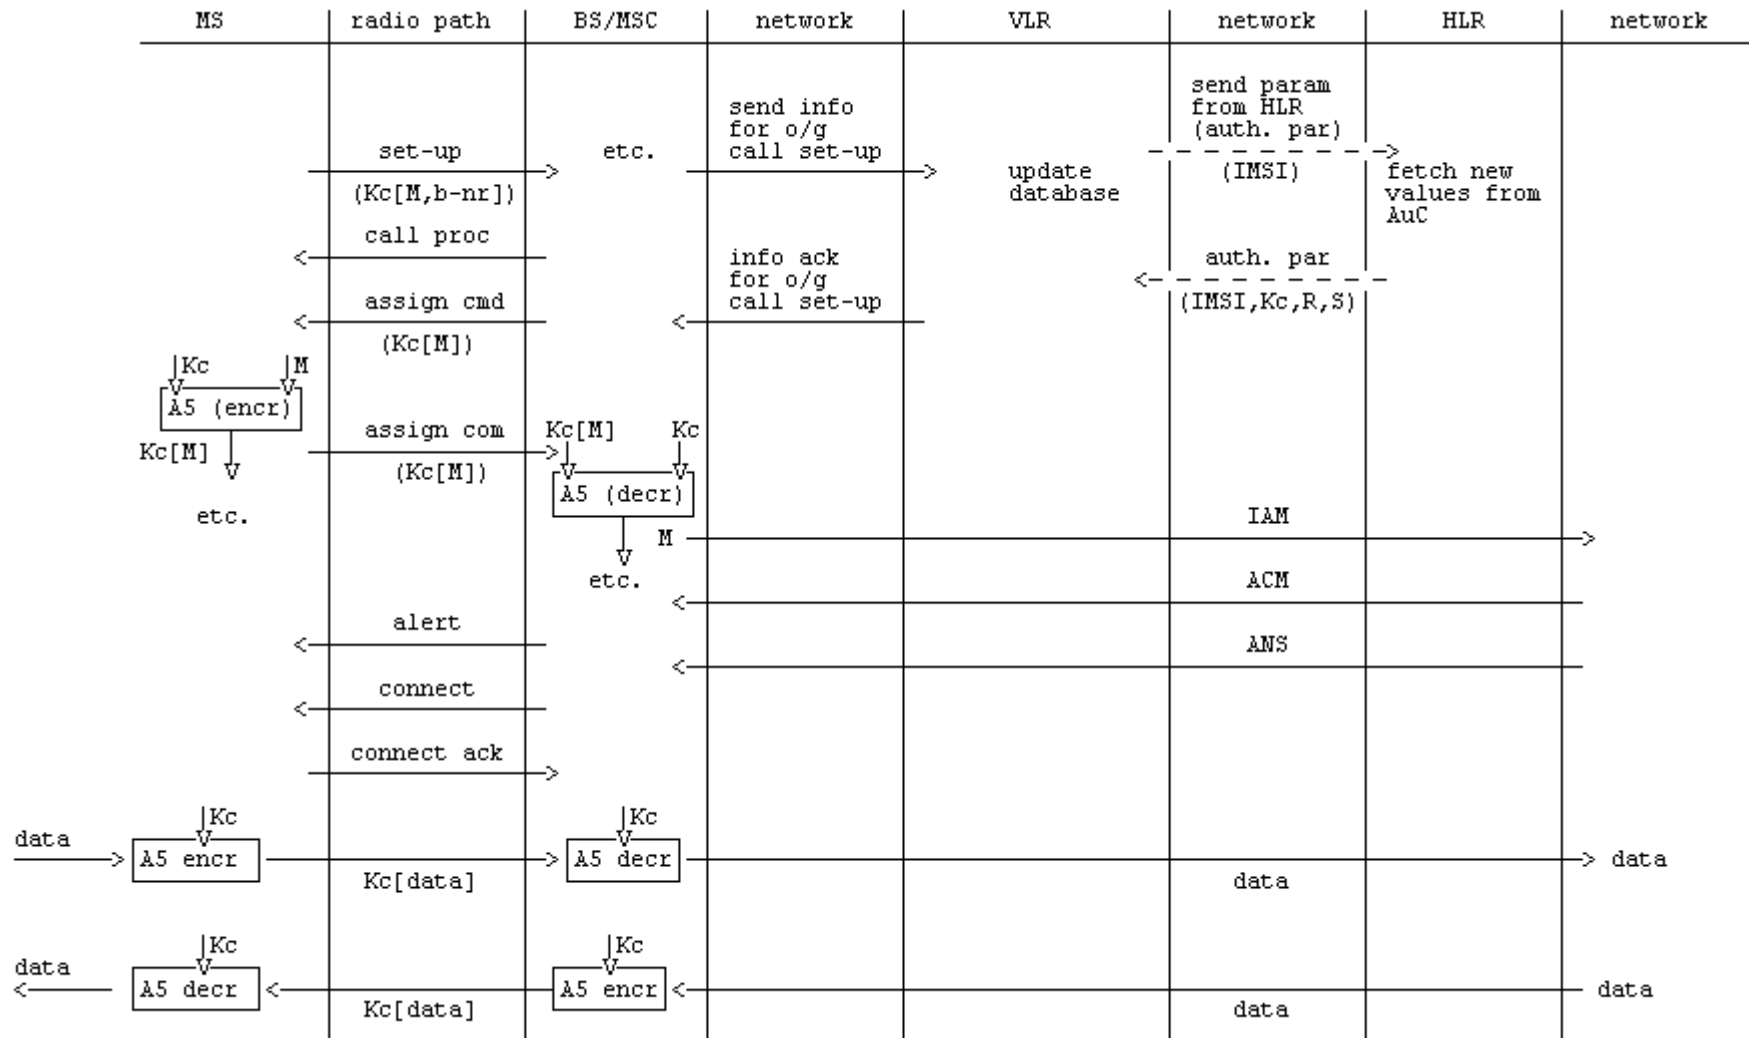 MS radio path BS/MSC network VLR network HLR network
send param
send info from HLR
for o/g (auth. par)
set-up etc. call set-up
update (IMSI) fetch new
(Kc[M,b-nr]) database values from
AuC
call proc
info ack auth. par
for o/g
assign cmd call set-up (IMSI,Kc,R,S)
(Kc[M])
Kc M
A5 (encr)
assign com Kc[M] Kc
Kc[M]
(Kc[M])
A5 (decr)
etc. IAM
M
etc. ACM
alert
ANS
connect
connect ack
Kc Kc
data
A5 encr A5 decr data
Kc[data] data
Kc Kc
data
A5 decr A5 encr data
Kc[data] data